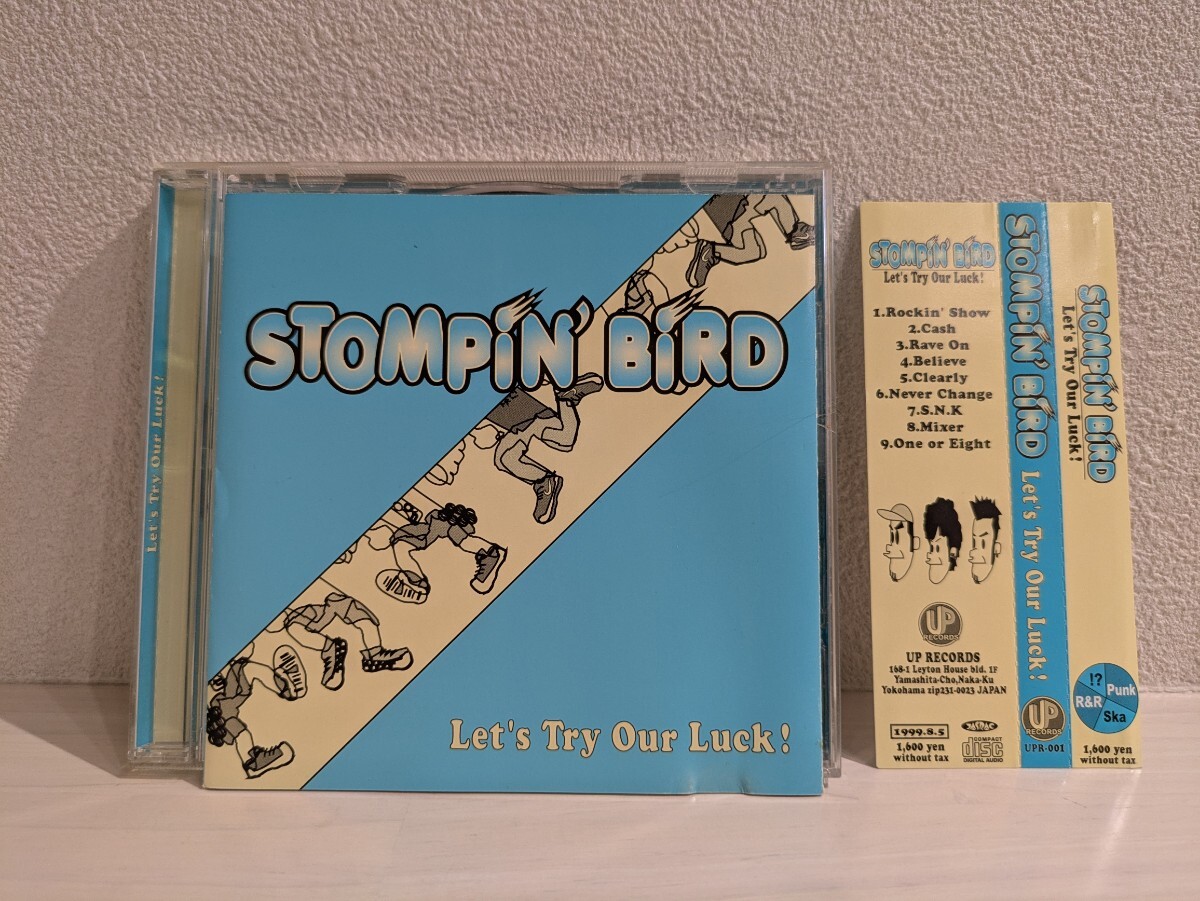 Let's Try Our Luck!
STOMPiN' BiRD
Let's Try Our Luck!
STOMPiN' BiRD
Let's Try Our Luck!
1.Rockin' Show
2.Cash
3.Rave On
4.Believe
5.Clearly
6.Never Change
7.S.N.K
8.Mixer
9.One or Eight
UP
RECORDS
UP RECORDS
168-1 Leyton House bld. 1F
Yamashita-Cho,Naka-Ku
Yokohama zip231-0023 JAPAN
1999.8.5
1,600 yen
without tax
COMPACT
disc
DIGITAL AUDIO
STOMPiN' BiRD Let's Try Our Luck!
UP
RECORDS
UPR-001
STOMPiN' BiRD
Let's Try Our Luck!
!?
Punk
R&R
Ska
1,600 yen
without tax